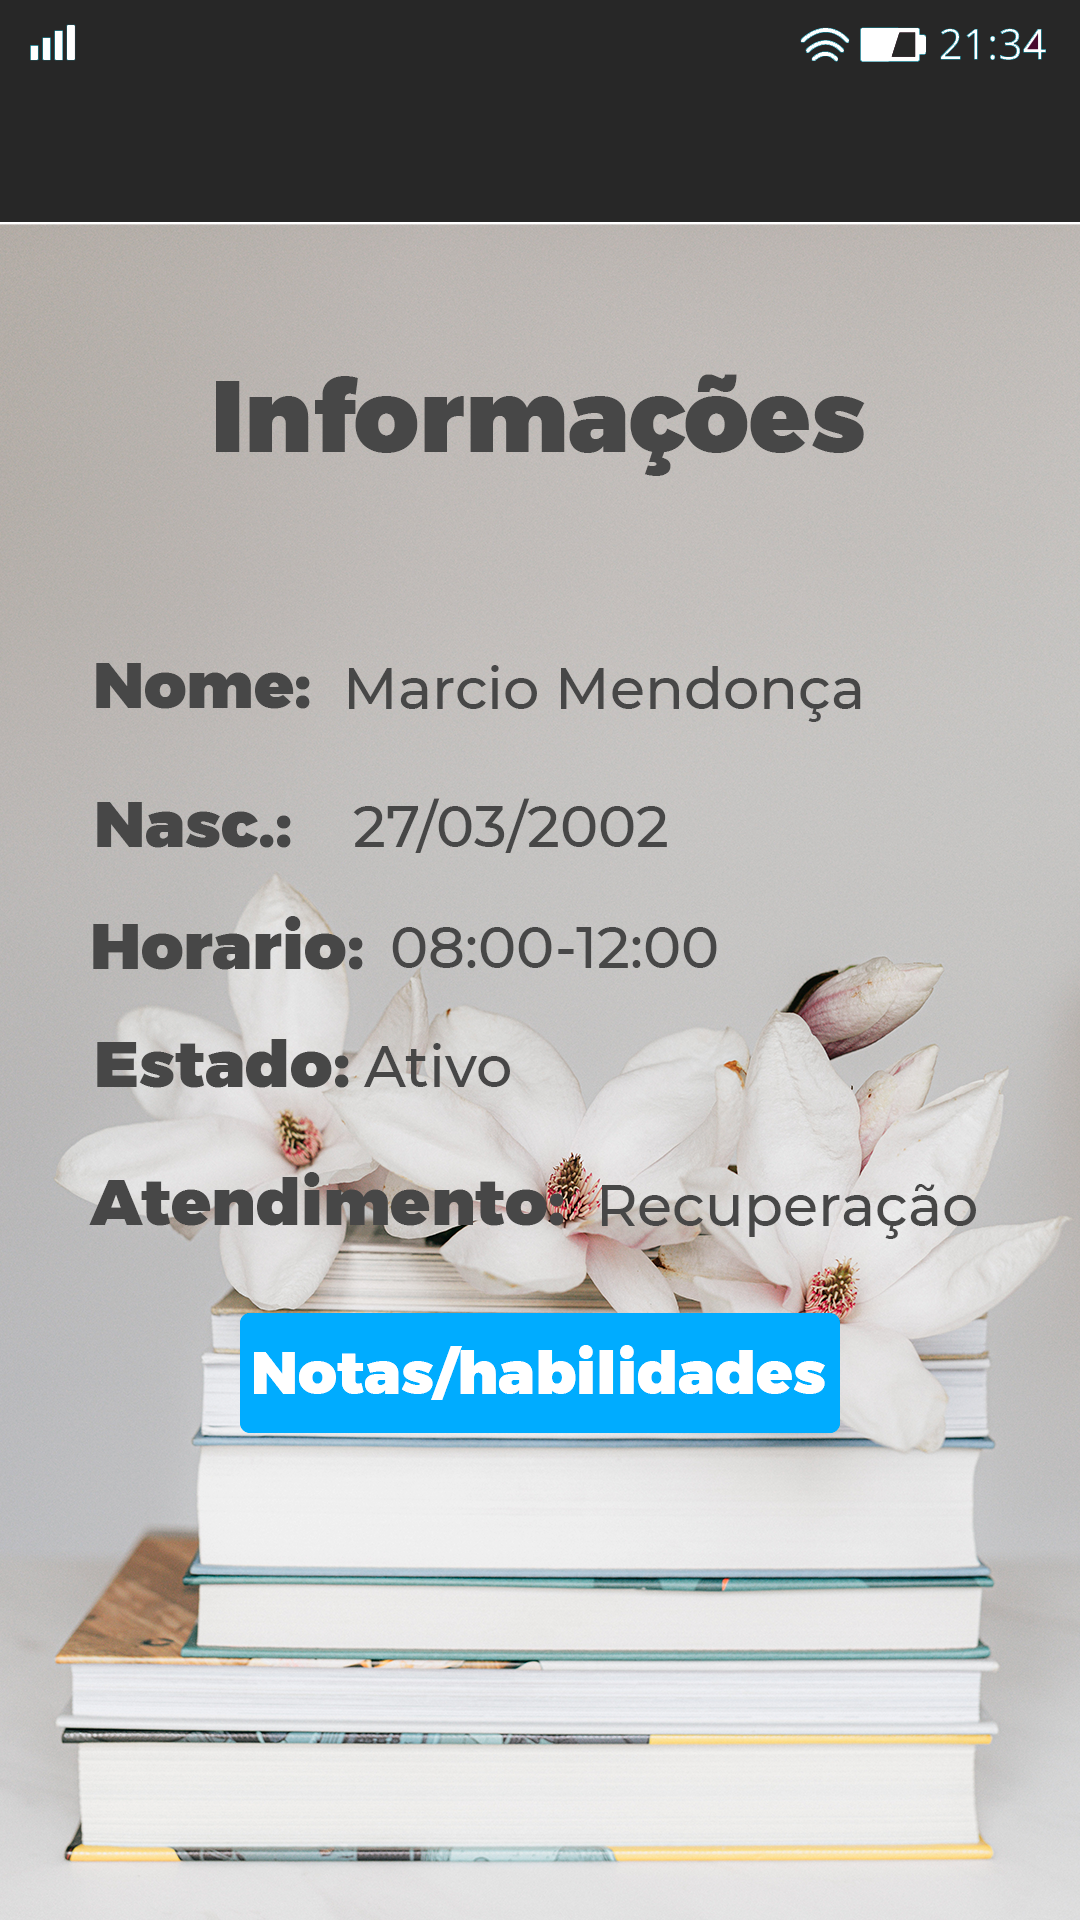 21:34
Informações
Nome: Marcio Mendonça
Nasc.: 27/03/2002
Horario: 08:00-12:00
Estado: Ativo
Atendimento: Recuperação
Notas/habilidades